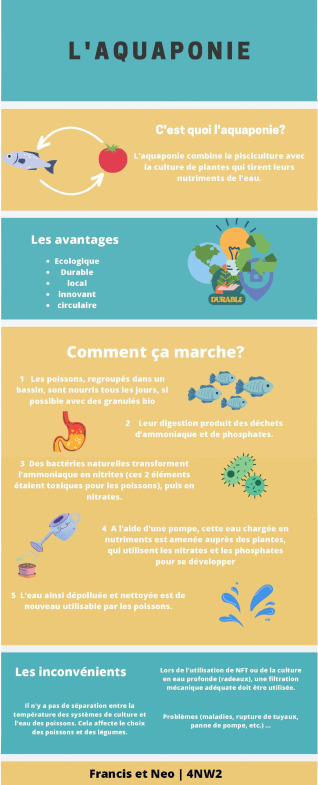 L'AQUAPONIE
C'est quoi l'aquaponie?
L'aquaponie combine la pisciculture avec
la culture de plantes qui tirent leurs
nutriments de l'eau.
Les avantages
• Ecologique
• Durable
• local
• innovant
• circulaire
DURABLE
Comment ça marche?
1 Les poissons, regroupés dans un
bassin, sont nourris tous les jours, si
possible avec des granulés bio
2 Leur digestion produit des déchets
d'ammoniaque et de phosphates.
3 Des bactéries naturelles transforment
l'ammoniaque en nitrites (ces 2 éléments
étaient toxiques pour les poissons), puis en
nitrates.
4 A l'aide d'une pompe, cette eau chargée en
nutriments est amenée auprès des plantes,
qui utilisent les nitrates et les phosphates
pour se développer
5 L'eau ainsi dépolluée et nettoyée est de
nouveau utilisable par les poissons.
Les inconvénients
Il n'y a pas de séparation entre la
température des systèmes de culture et
l'eau des poissons. Cela affecte le choix
des poissons et des légumes.
Lors de l'utilisation de NFT ou de la culture
en eau profonde (radeaux), une filtration
mécanique adéquate doit être utilisée.
Problèmes (maladies, rupture de tuyaux,
panne de pompe, etc.) ...
Francis et Neo | 4NW2